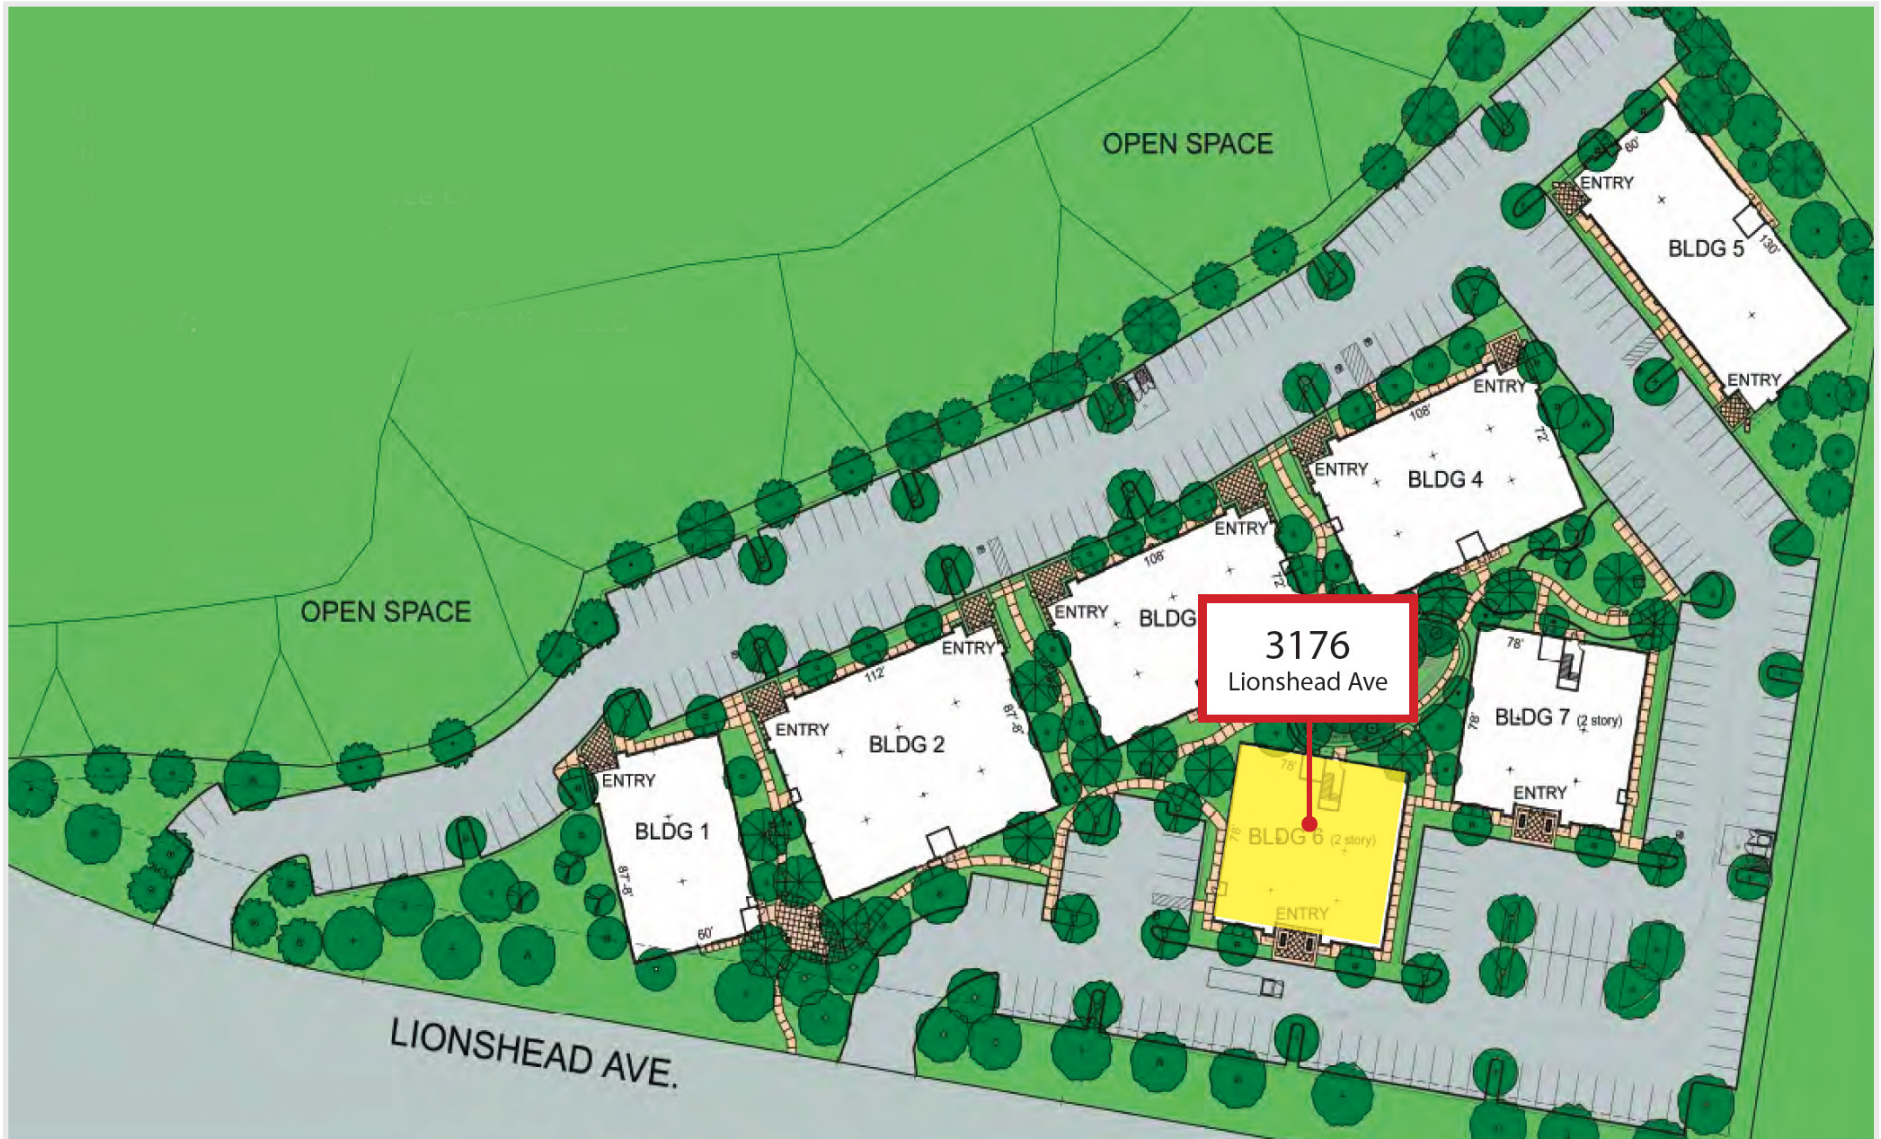 OPEN SPACE
60'
ENTRY
BLDG 5
130'
ENTRY
ENTRY
108'
72'
ENTRY
BLDG 4
ENTRY
108'
72'
ENTRY
BLDG
OPEN SPACE
3176
Lionshead Ave
78'
78'
BLDG 7 (2 story)
ENTRY
ENTRY
112'
87'-8"
ENTRY
BLDG 2
ENTRY
BLDG 1
87'-8"
60'
78'
78'
BLDG 6 (2 story)
ENTRY
LIONSHEAD AVE.